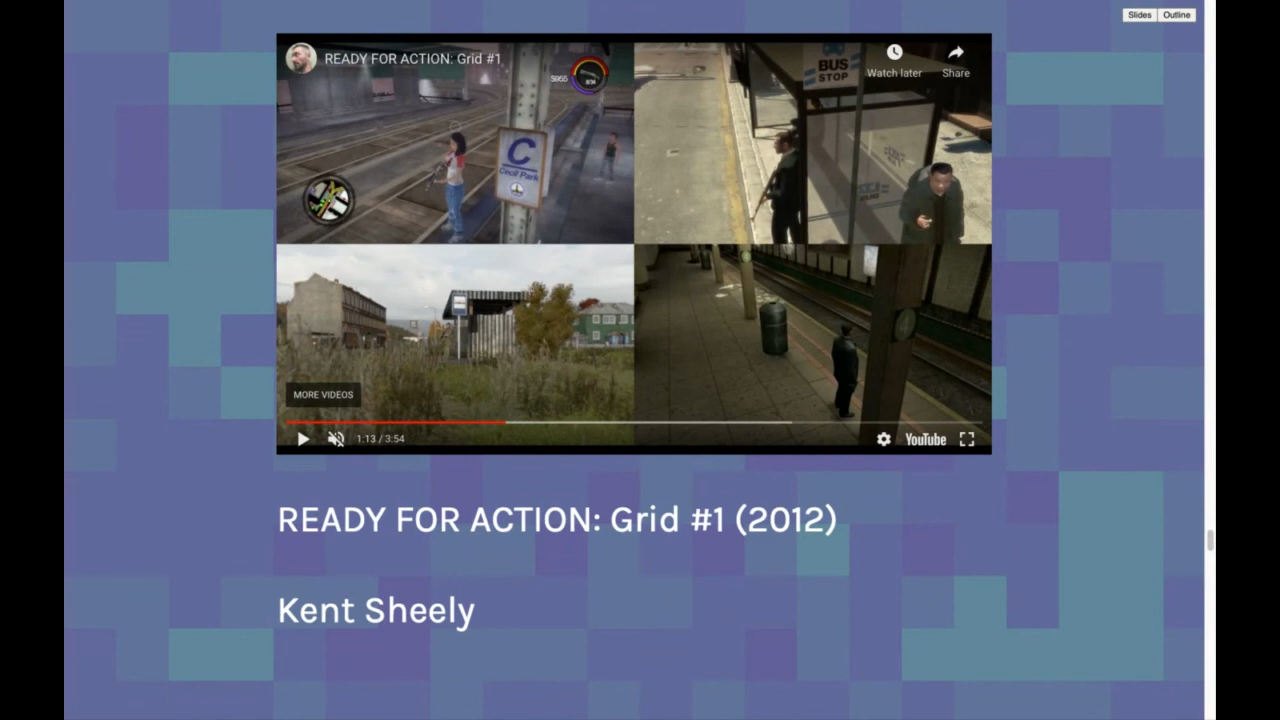 Slides Outline
READY FOR ACTION: Grid #1
Watch later
Share
BUS
STOP
C
Cecil Park
MORE VIDEOS
1:13 / 3:54
YouTube
READY FOR ACTION: Grid #1 (2012)
Kent Sheely